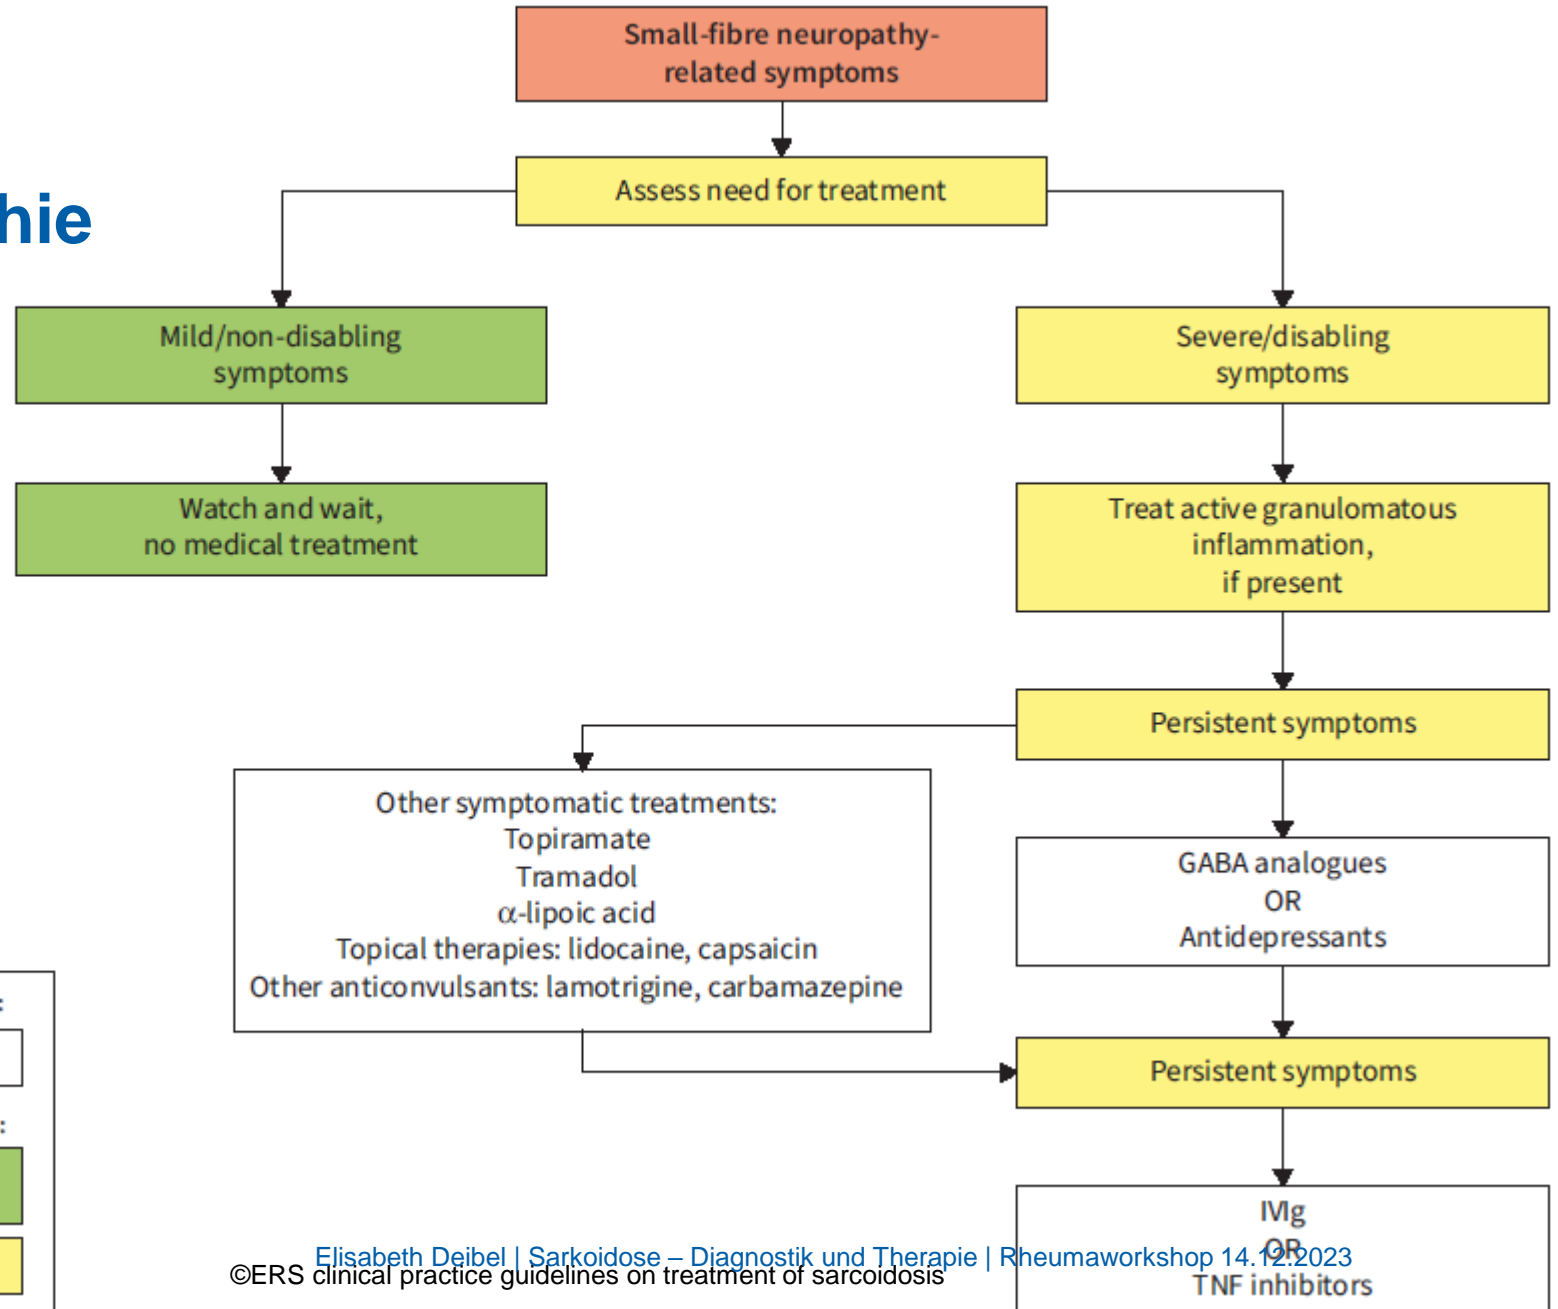 Small-fibre neuropathy-
related symptoms
Assess need for treatment
hie
Mild/non-disabling
symptoms
Severe/disabling
symptoms
Watch and wait,
no medical treatment
Treat active granulomatous
inflammation,
if present
Persistent symptoms
Other symptomatic treatments:
Topiramate
Tramadol
α-lipoic acid
Topical therapies: lidocaine, capsaicin
Other anticonvulsants: lamotrigine, carbamazepine
GABA analogues
OR
Antidepressants
:
:
Persistent symptoms
IVIg
OR
TNF inhibitors
Elisabeth Deibel | Sarkoidose – Diagnostik und Therapie | Rheumaworkshop 14.12.2023
©ERS clinical practice guidelines on treatment of sarcoidosis